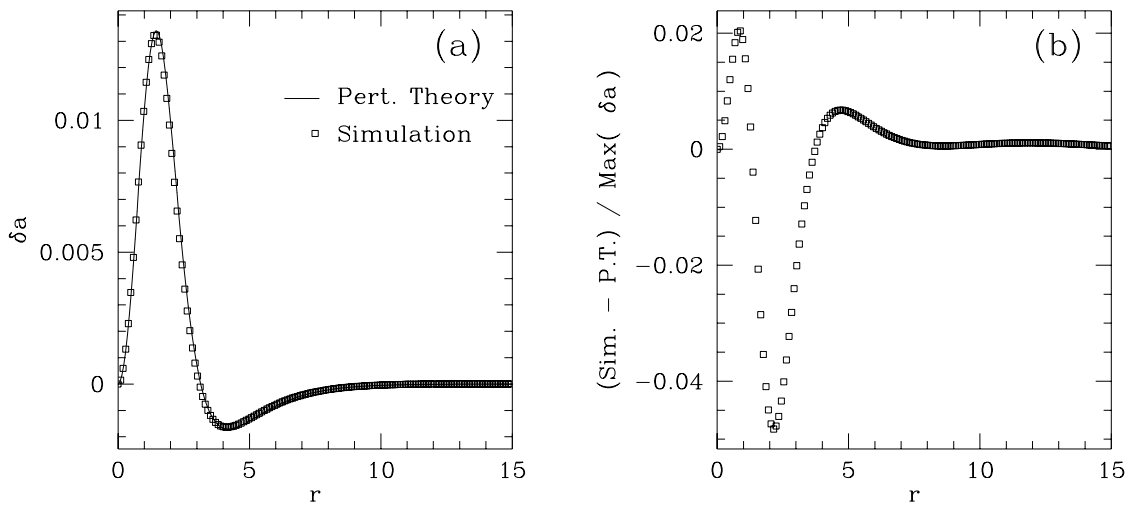 (a)
Pert. Theory
Simulation
0.01
0.005
0
δa
0
5
10
15
r
(b)
0.02
0
−0.02
−0.04
(Sim. − P.T.) / Max( δa)
0
5
10
15
r